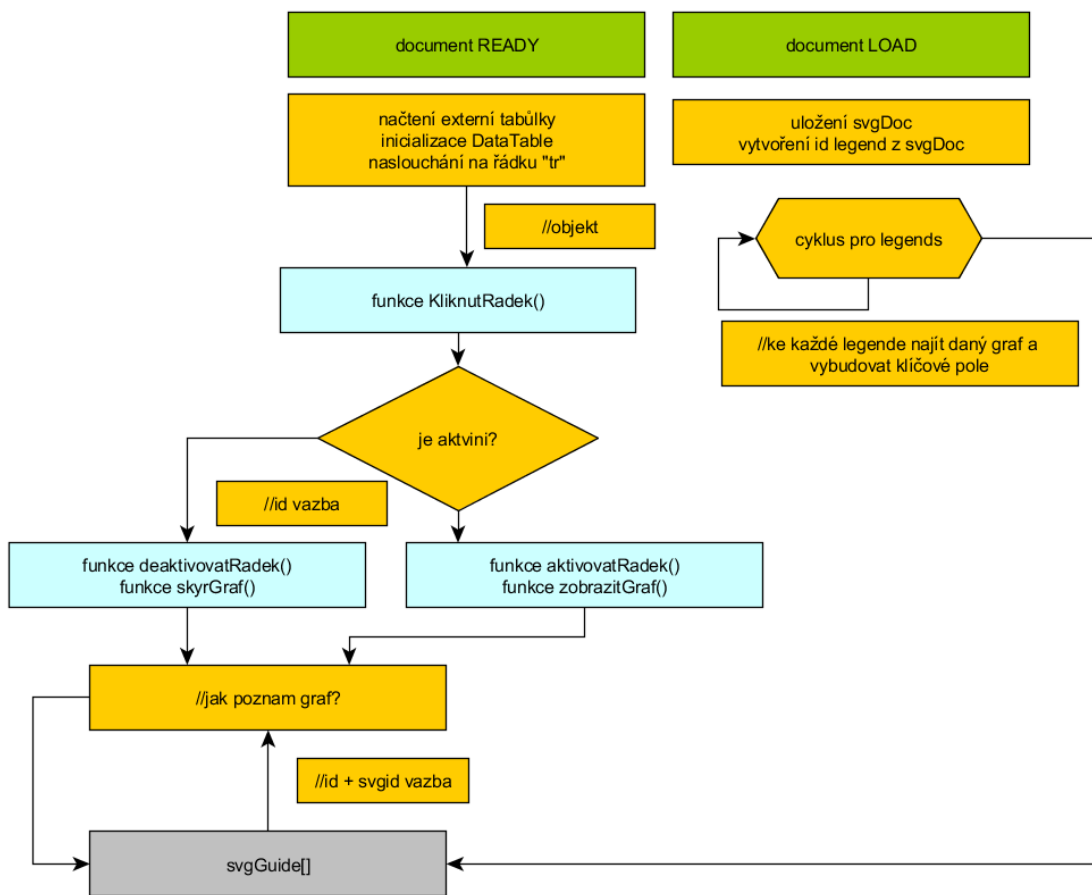 document READY
document LOAD
načtení externí tabůlky
inicializace DataTable
naslouchání na řádku "tr"
uložení svgDoc
vytvoření id legend z svgDoc
//objekt
cyklus pro legends
funkce KliknutRadek()
//ke každé legende najít daný graf a
vybudovat klíčové pole
je aktvini?
//id vazba
funkce deaktivovatRadek()
funkce skyrGraf()
funkce aktivovatRadek()
funkce zobrazitGraf()
//jak poznam graf?
//id + svgid vazba
svgGuide[]